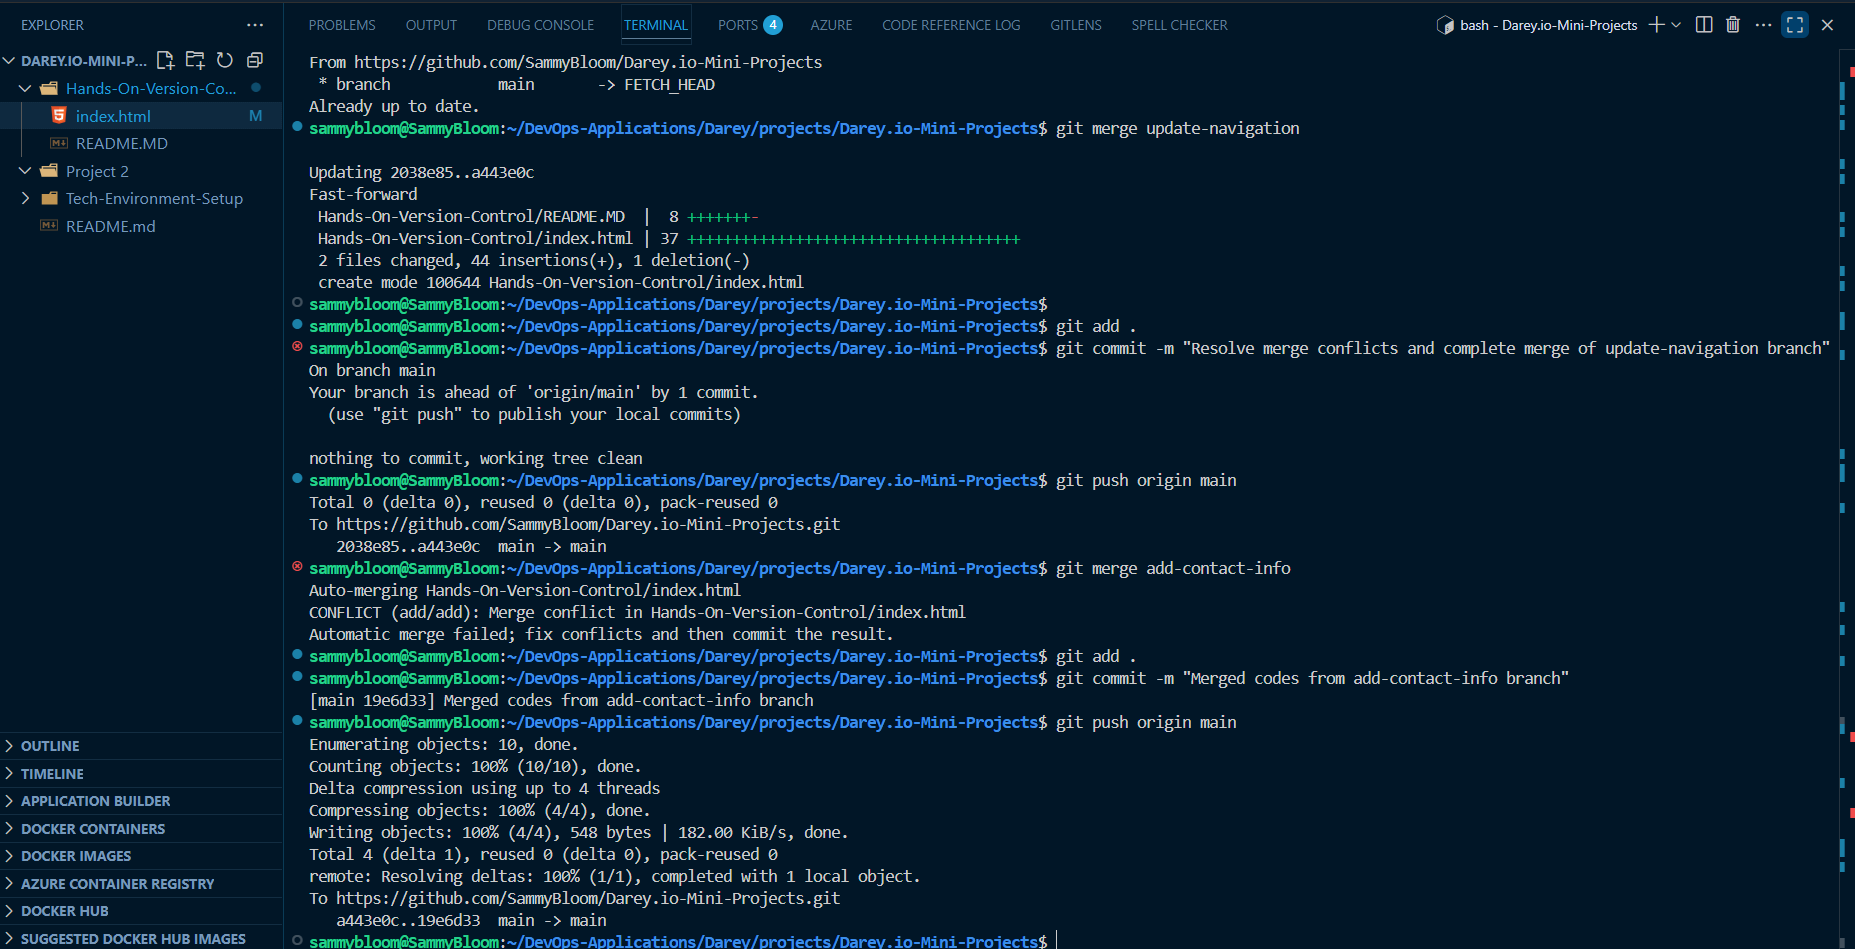 EXPLORER
DAREY.IO-MINI-P...
Hands-On-Version-Co...
index.html M
README.MD
Project 2
Tech-Environment-Setup
README.md
OUTLINE
TIMELINE
APPLICATION BUILDER
DOCKER CONTAINERS
DOCKER IMAGES
AZURE CONTAINER REGISTRY
DOCKER HUB
SUGGESTED DOCKER HUB IMAGES
PROBLEMS OUTPUT DEBUG CONSOLE TERMINAL PORTS 4 AZURE CODE REFERENCE LOG GITLENS SPELL CHECKER bash - Darey.io-Mini-Projects
From https://github.com/SammyBloom/Darey.io-Mini-Projects
 * branch            main       -> FETCH_HEAD
Already up to date.
sammybloom@SammyBloom:~/DevOps-Applications/Darey/projects/Darey.io-Mini-Projects$ git merge update-navigation
Updating 2038e85..a443e0c
Fast-forward
 Hands-On-Version-Control/README.MD  |  8 +++++++-
 Hands-On-Version-Control/index.html | 37 +++++++++++++++++++++++++++++++++++++
 2 files changed, 44 insertions(+), 1 deletion(-)
 create mode 100644 Hands-On-Version-Control/index.html
sammybloom@SammyBloom:~/DevOps-Applications/Darey/projects/Darey.io-Mini-Projects$
sammybloom@SammyBloom:~/DevOps-Applications/Darey/projects/Darey.io-Mini-Projects$ git add .
sammybloom@SammyBloom:~/DevOps-Applications/Darey/projects/Darey.io-Mini-Projects$ git commit -m "Resolve merge conflicts and complete merge of update-navigation branch"
On branch main
Your branch is ahead of 'origin/main' by 1 commit.
  (use "git push" to publish your local commits)
nothing to commit, working tree clean
sammybloom@SammyBloom:~/DevOps-Applications/Darey/projects/Darey.io-Mini-Projects$ git push origin main
Total 0 (delta 0), reused 0 (delta 0), pack-reused 0
To https://github.com/SammyBloom/Darey.io-Mini-Projects.git
   2038e85..a443e0c  main -> main
sammybloom@SammyBloom:~/DevOps-Applications/Darey/projects/Darey.io-Mini-Projects$ git merge add-contact-info
Auto-merging Hands-On-Version-Control/index.html
CONFLICT (add/add): Merge conflict in Hands-On-Version-Control/index.html
Automatic merge failed; fix conflicts and then commit the result.
sammybloom@SammyBloom:~/DevOps-Applications/Darey/projects/Darey.io-Mini-Projects$ git add .
sammybloom@SammyBloom:~/DevOps-Applications/Darey/projects/Darey.io-Mini-Projects$ git commit -m "Merged codes from add-contact-info branch"
[main 19e6d33] Merged codes from add-contact-info branch
sammybloom@SammyBloom:~/DevOps-Applications/Darey/projects/Darey.io-Mini-Projects$ git push origin main
Enumerating objects: 10, done.
Counting objects: 100% (10/10), done.
Delta compression using up to 4 threads
Compressing objects: 100% (4/4), done.
Writing objects: 100% (4/4), 548 bytes | 182.00 KiB/s, done.
Total 4 (delta 1), reused 0 (delta 0), pack-reused 0
remote: Resolving deltas: 100% (1/1), completed with 1 local object.
To https://github.com/SammyBloom/Darey.io-Mini-Projects.git
   a443e0c..19e6d33  main -> main
sammybloom@SammyBloom:~/DevOps-Applications/Darey/projects/Darey.io-Mini-Projects$